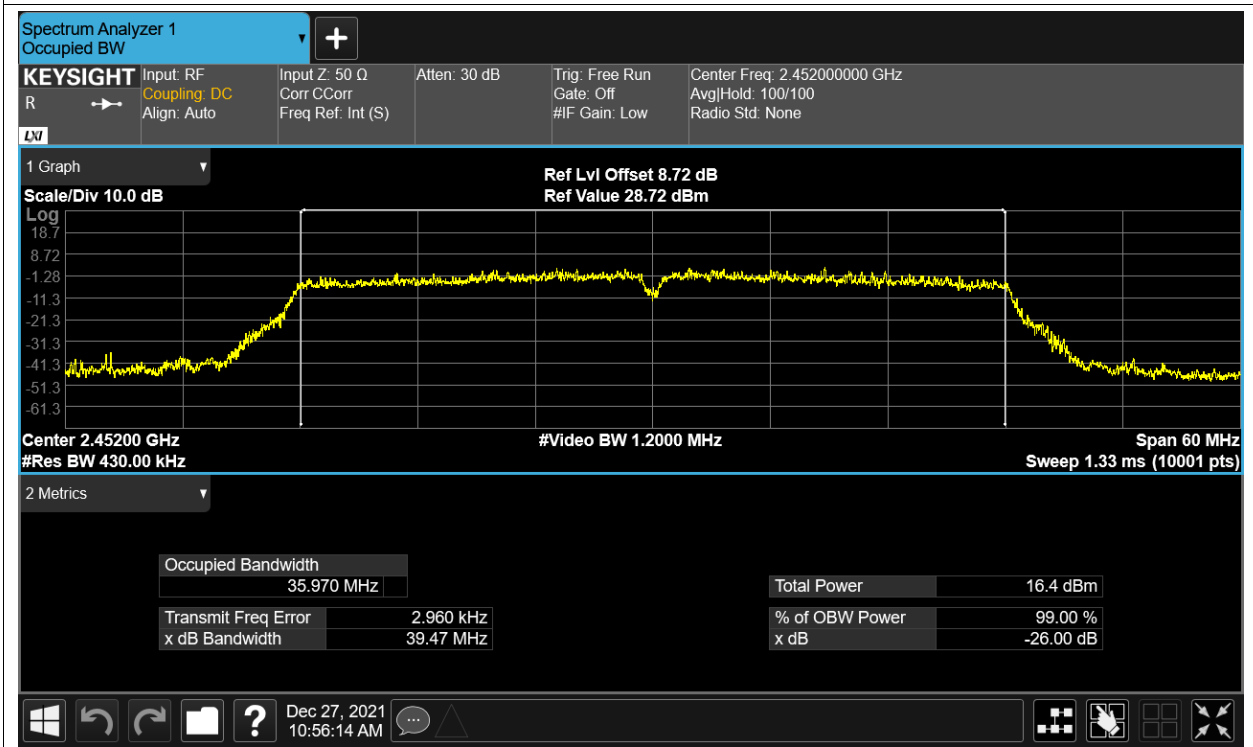 Spectrum Analyzer 1
Occupied BW
KEYSIGHT Input: RF Input Z: 50 Ω Atten: 30 dB Trig: Free Run Center Freq: 2.452000000 GHz
R Coupling: DC Corr CCorr Gate: Off Avg|Hold: 100/100
Align: Auto Freq Ref: Int (S) #IF Gain: Low Radio Std: None
LXI
1 Graph
Ref Lvl Offset 8.72 dB
Scale/Div 10.0 dB Ref Value 28.72 dBm
Log
18.7
8.72
-1.28
-11.3
-21.3
-31.3
-41.3
-51.3
-61.3
Center 2.45200 GHz #Video BW 1.2000 MHz Span 60 MHz
#Res BW 430.00 kHz Sweep 1.33 ms (10001 pts)
2 Metrics
Occupied Bandwidth
35.970 MHz Total Power 16.4 dBm
Transmit Freq Error 2.960 kHz % of OBW Power 99.00 %
x dB Bandwidth 39.47 MHz x dB -26.00 dB
Dec 27, 2021
10:56:14 AM